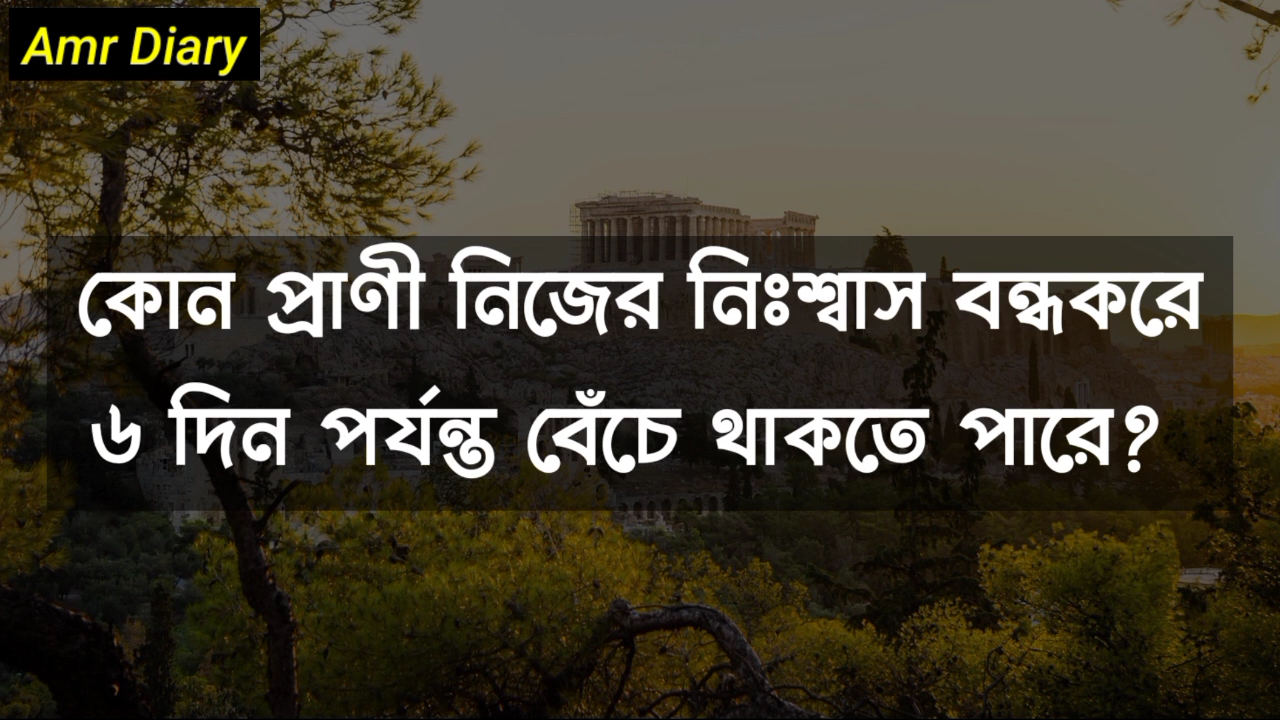 Amr Diary
কোন প্রাণী নিজের নিঃশ্বাস বন্ধকরে
৬ দিন পর্যন্ত বেঁচে থাকতে পারে?